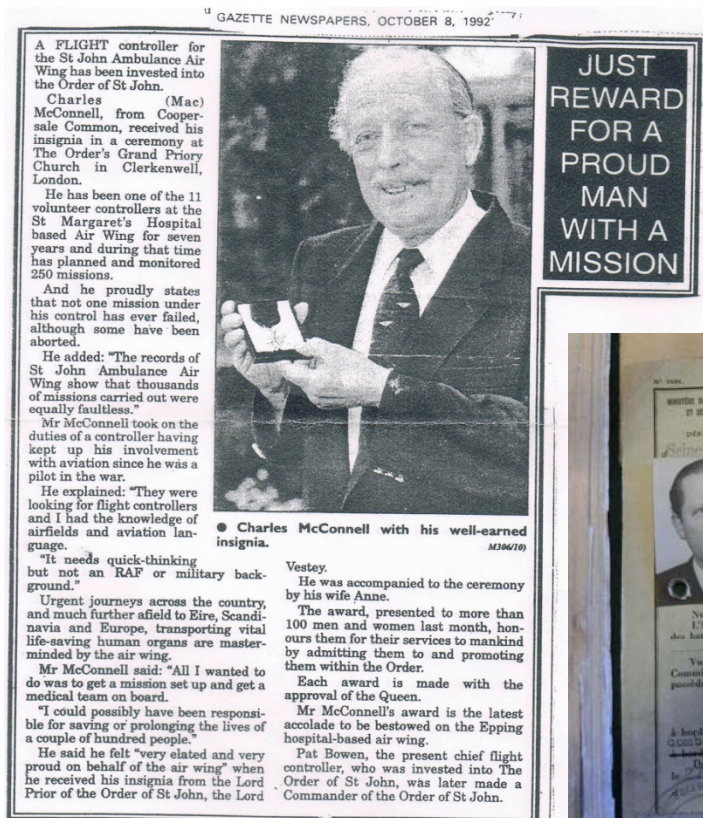 GAZETTE NEWSPAPERS, OCTOBER 8, 1992
JUST
REWARD
FOR A
PROUD
MAN
WITH A
MISSION
A FLIGHT controller for
the St John Ambulance Air
Wing has been invested into
the Order of St John.
Charles (Mac)
McConnell, from Cooper-
sale Common, received his
insignia in a ceremony at
The Order's Grand Priory
Church in Clerkenwell,
London.
He has been one of the 11
volunteer controllers at the
St Margaret's Hospital
based Air Wing for seven
years and during that time
has planned and monitored
250 missions.
And he proudly states
that not one mission under
his control has ever failed,
although some have been
aborted.
He added: "The records of
St John Ambulance Air
Wing show that thousands
of missions carried out were
equally faultless."
Mr McConnell took on the
duties of a controller having
kept up his involvement
with aviation since he was a
pilot in the war.
He explained: "They were
looking for flight controllers
and I had the knowledge of
airfields and aviation lan-
guage.
"It needs quick-thinking
but not an RAF or military back-
ground."
Urgent journeys across the country,
and much further afield to Eire, Scandi-
navia and Europe, transporting vital
life-saving human organs are master-
minded by the air wing.
Mr McConnell said: "All I wanted to
do was to get a mission set up and get a
medical team on board.
"I could possibly have been responsi-
ble for saving or prolonging the lives of
a couple of hundred people."
He said he felt "very elated and very
proud on behalf of the air wing" when
he received his insignia from the Lord
Prior of the Order of St John, the Lord
● Charles McConnell with his well-earned
insignia.
M306/10)
Vestey.
He was accompanied to the ceremony
by his wife Anne.
The award, presented to more than
100 men and women last month, hon-
ours them for their services to mankind
by admitting them to and promoting
them within the Order.
Each award is made with the
approval of the Queen.
Mr McConnell's award is the latest
accolade to be bestowed on the Epping
hospital-based air wing.
Pat Bowen, the present chief flight
controller, who was invested into The
Order of St John, was later made a
Commander of the Order of St John.
MINISTÈRE
ET
Seine
des
à bord